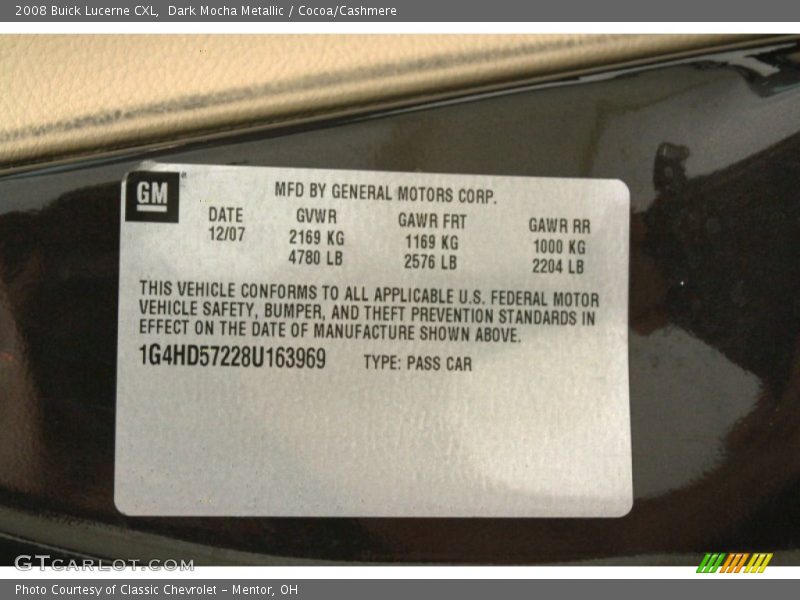 2008 Buick Lucerne CXL,  Dark Mocha Metallic / Cocoa/Cashmere
GM
MFD BY GENERAL MOTORS CORP.
DATE GVWR GAWR FRT GAWR RR
12/07 2169 KG 1169 KG 1000 KG
4780 LB 2576 LB 2204 LB
THIS VEHICLE CONFORMS TO ALL APPLICABLE U.S. FEDERAL MOTOR
VEHICLE SAFETY, BUMPER, AND THEFT PREVENTION STANDARDS IN
EFFECT ON THE DATE OF MANUFACTURE SHOWN ABOVE.
1G4HD57228U163969 TYPE: PASS CAR
GTCARLOT.COM
Photo Courtesy of Classic Chevrolet - Mentor, OH